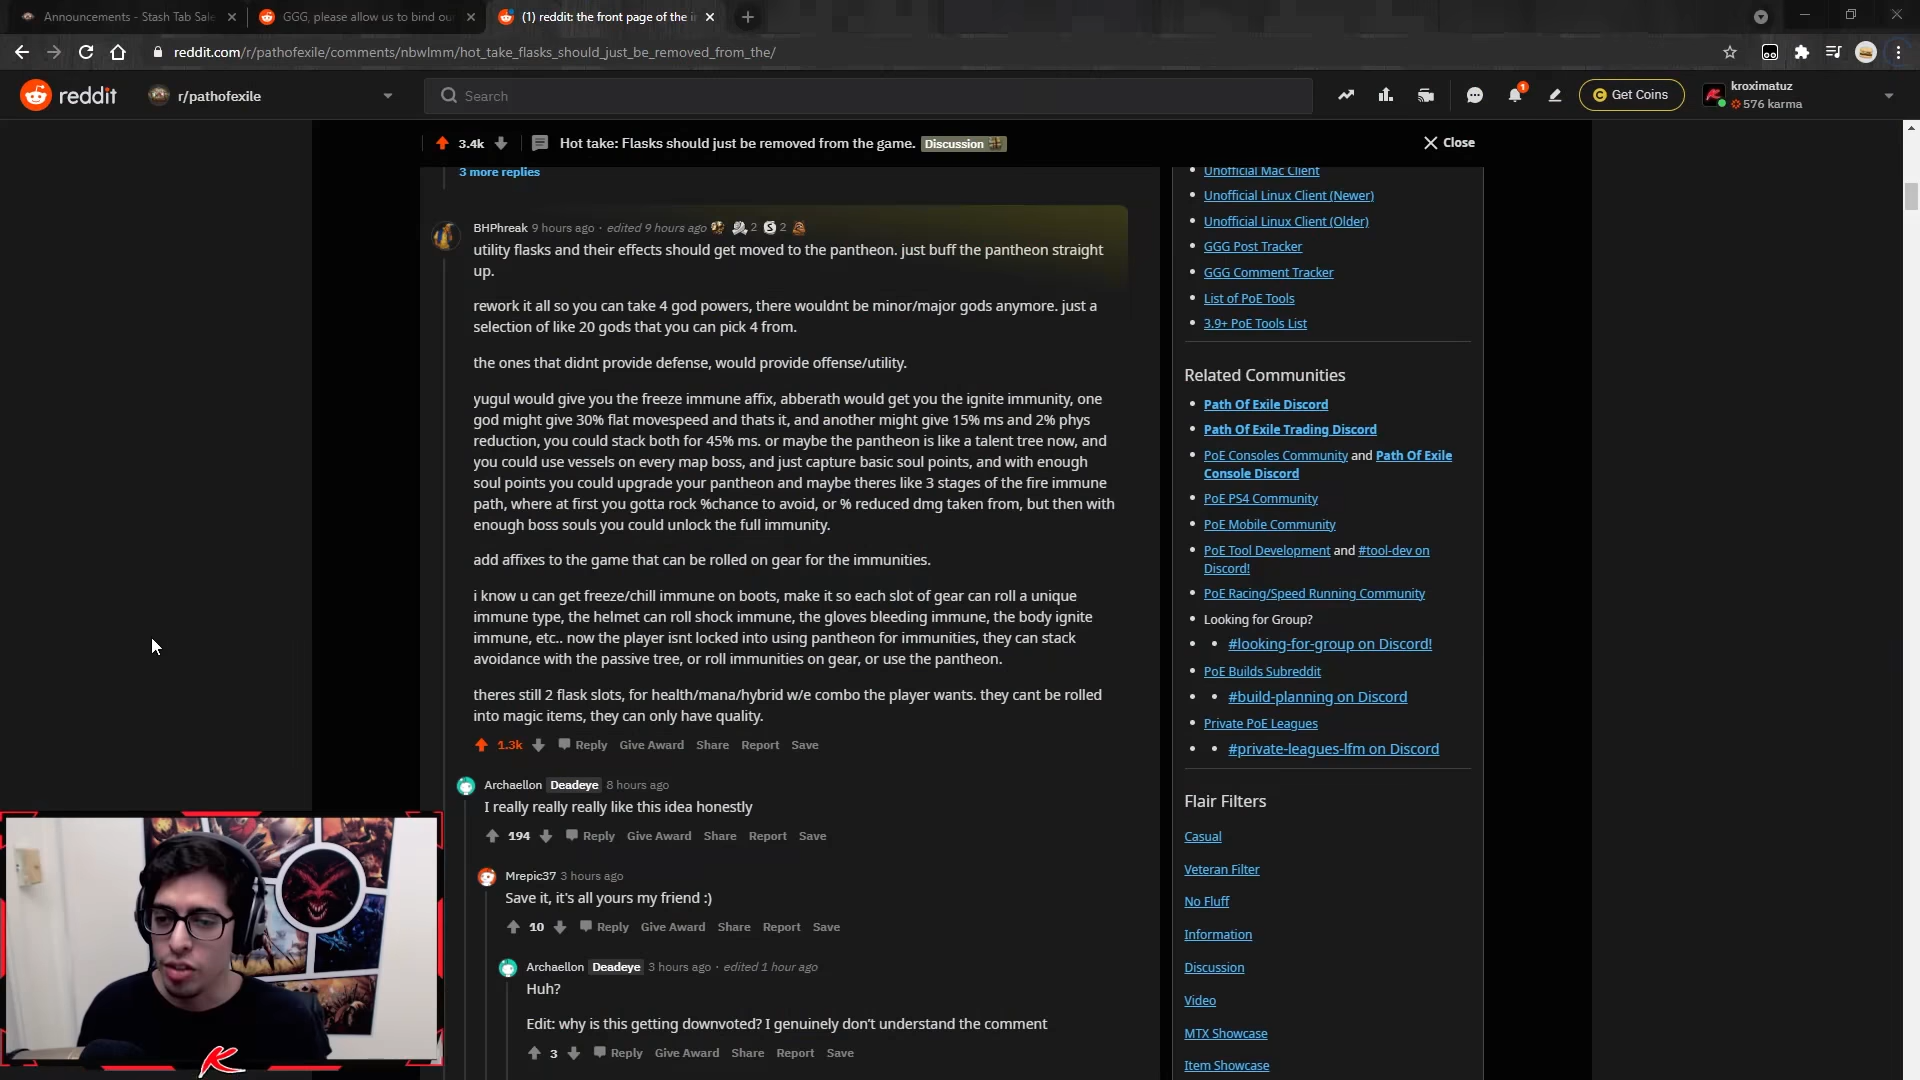 Announcements - Stash Tab Sale
GGG, please allow us to bind our
(1) reddit: the front page of the i
reddit.com/r/pathofexile/comments/nbwlmm/hot_take_flasks_should_just_be_removed_from_the/
reddit
r/pathofexile
Search
1
Get Coins
kroximatuz
576 karma
3.4k
Hot take: Flasks should just be removed from the game.
Discussion
Close
3 more replies
BHPhreak 9 hours ago · edited 9 hours ago 2 S 2
utility flasks and their effects should get moved to the pantheon. just buff the pantheon straight
up.
rework it all so you can take 4 god powers, there wouldnt be minor/major gods anymore. just a
selection of like 20 gods that you can pick 4 from.
the ones that didnt provide defense, would provide offense/utility.
yugul would give you the freeze immune affix, abberath would get you the ignite immunity, one
god might give 30% flat movespeed and thats it, and another might give 15% ms and 2% phys
reduction, you could stack both for 45% ms. or maybe the pantheon is like a talent tree now, and
you could use vessels on every map boss, and just capture basic soul points, and with enough
soul points you could upgrade your pantheon and maybe theres like 3 stages of the fire immune
path, where at first you gotta rock %chance to avoid, or % reduced dmg taken from, but then with
enough boss souls you could unlock the full immunity.
add affixes to the game that can be rolled on gear for the immunities.
i know u can get freeze/chill immune on boots, make it so each slot of gear can roll a unique
immune type, the helmet can roll shock immune, the gloves bleeding immune, the body ignite
immune, etc.. now the player isnt locked into using pantheon for immunities, they can stack
avoidance with the passive tree, or roll immunities on gear, or use the pantheon.
theres still 2 flask slots, for health/mana/hybrid w/e combo the player wants. they cant be rolled
into magic items, they can only have quality.
1.3k Reply Give Award Share Report Save
Archaellon Deadeye 8 hours ago
I really really really like this idea honestly
194 Reply Give Award Share Report Save
Mrepic37 3 hours ago
Save it, it's all yours my friend :)
10 Reply Give Award Share Report Save
Archaellon Deadeye 3 hours ago · edited 1 hour ago
Huh?
Edit: why is this getting downvoted? I genuinely don't understand the comment
3 Reply Give Award Share Report Save
Unofficial Mac Client
Unofficial Linux Client (Newer)
Unofficial Linux Client (Older)
GGG Post Tracker
GGG Comment Tracker
List of PoE Tools
3.9+ PoE Tools List
Related Communities
Path Of Exile Discord
Path Of Exile Trading Discord
PoE Consoles Community and Path Of Exile
Console Discord
PoE PS4 Community
PoE Mobile Community
PoE Tool Development and #tool-dev on
Discord!
PoE Racing/Speed Running Community
Looking for Group?
#looking-for-group on Discord!
PoE Builds Subreddit
#build-planning on Discord
Private PoE Leagues
#private-leagues-lfm on Discord
Flair Filters
Casual
Veteran Filter
No Fluff
Information
Discussion
Video
MTX Showcase
Item Showcase
K